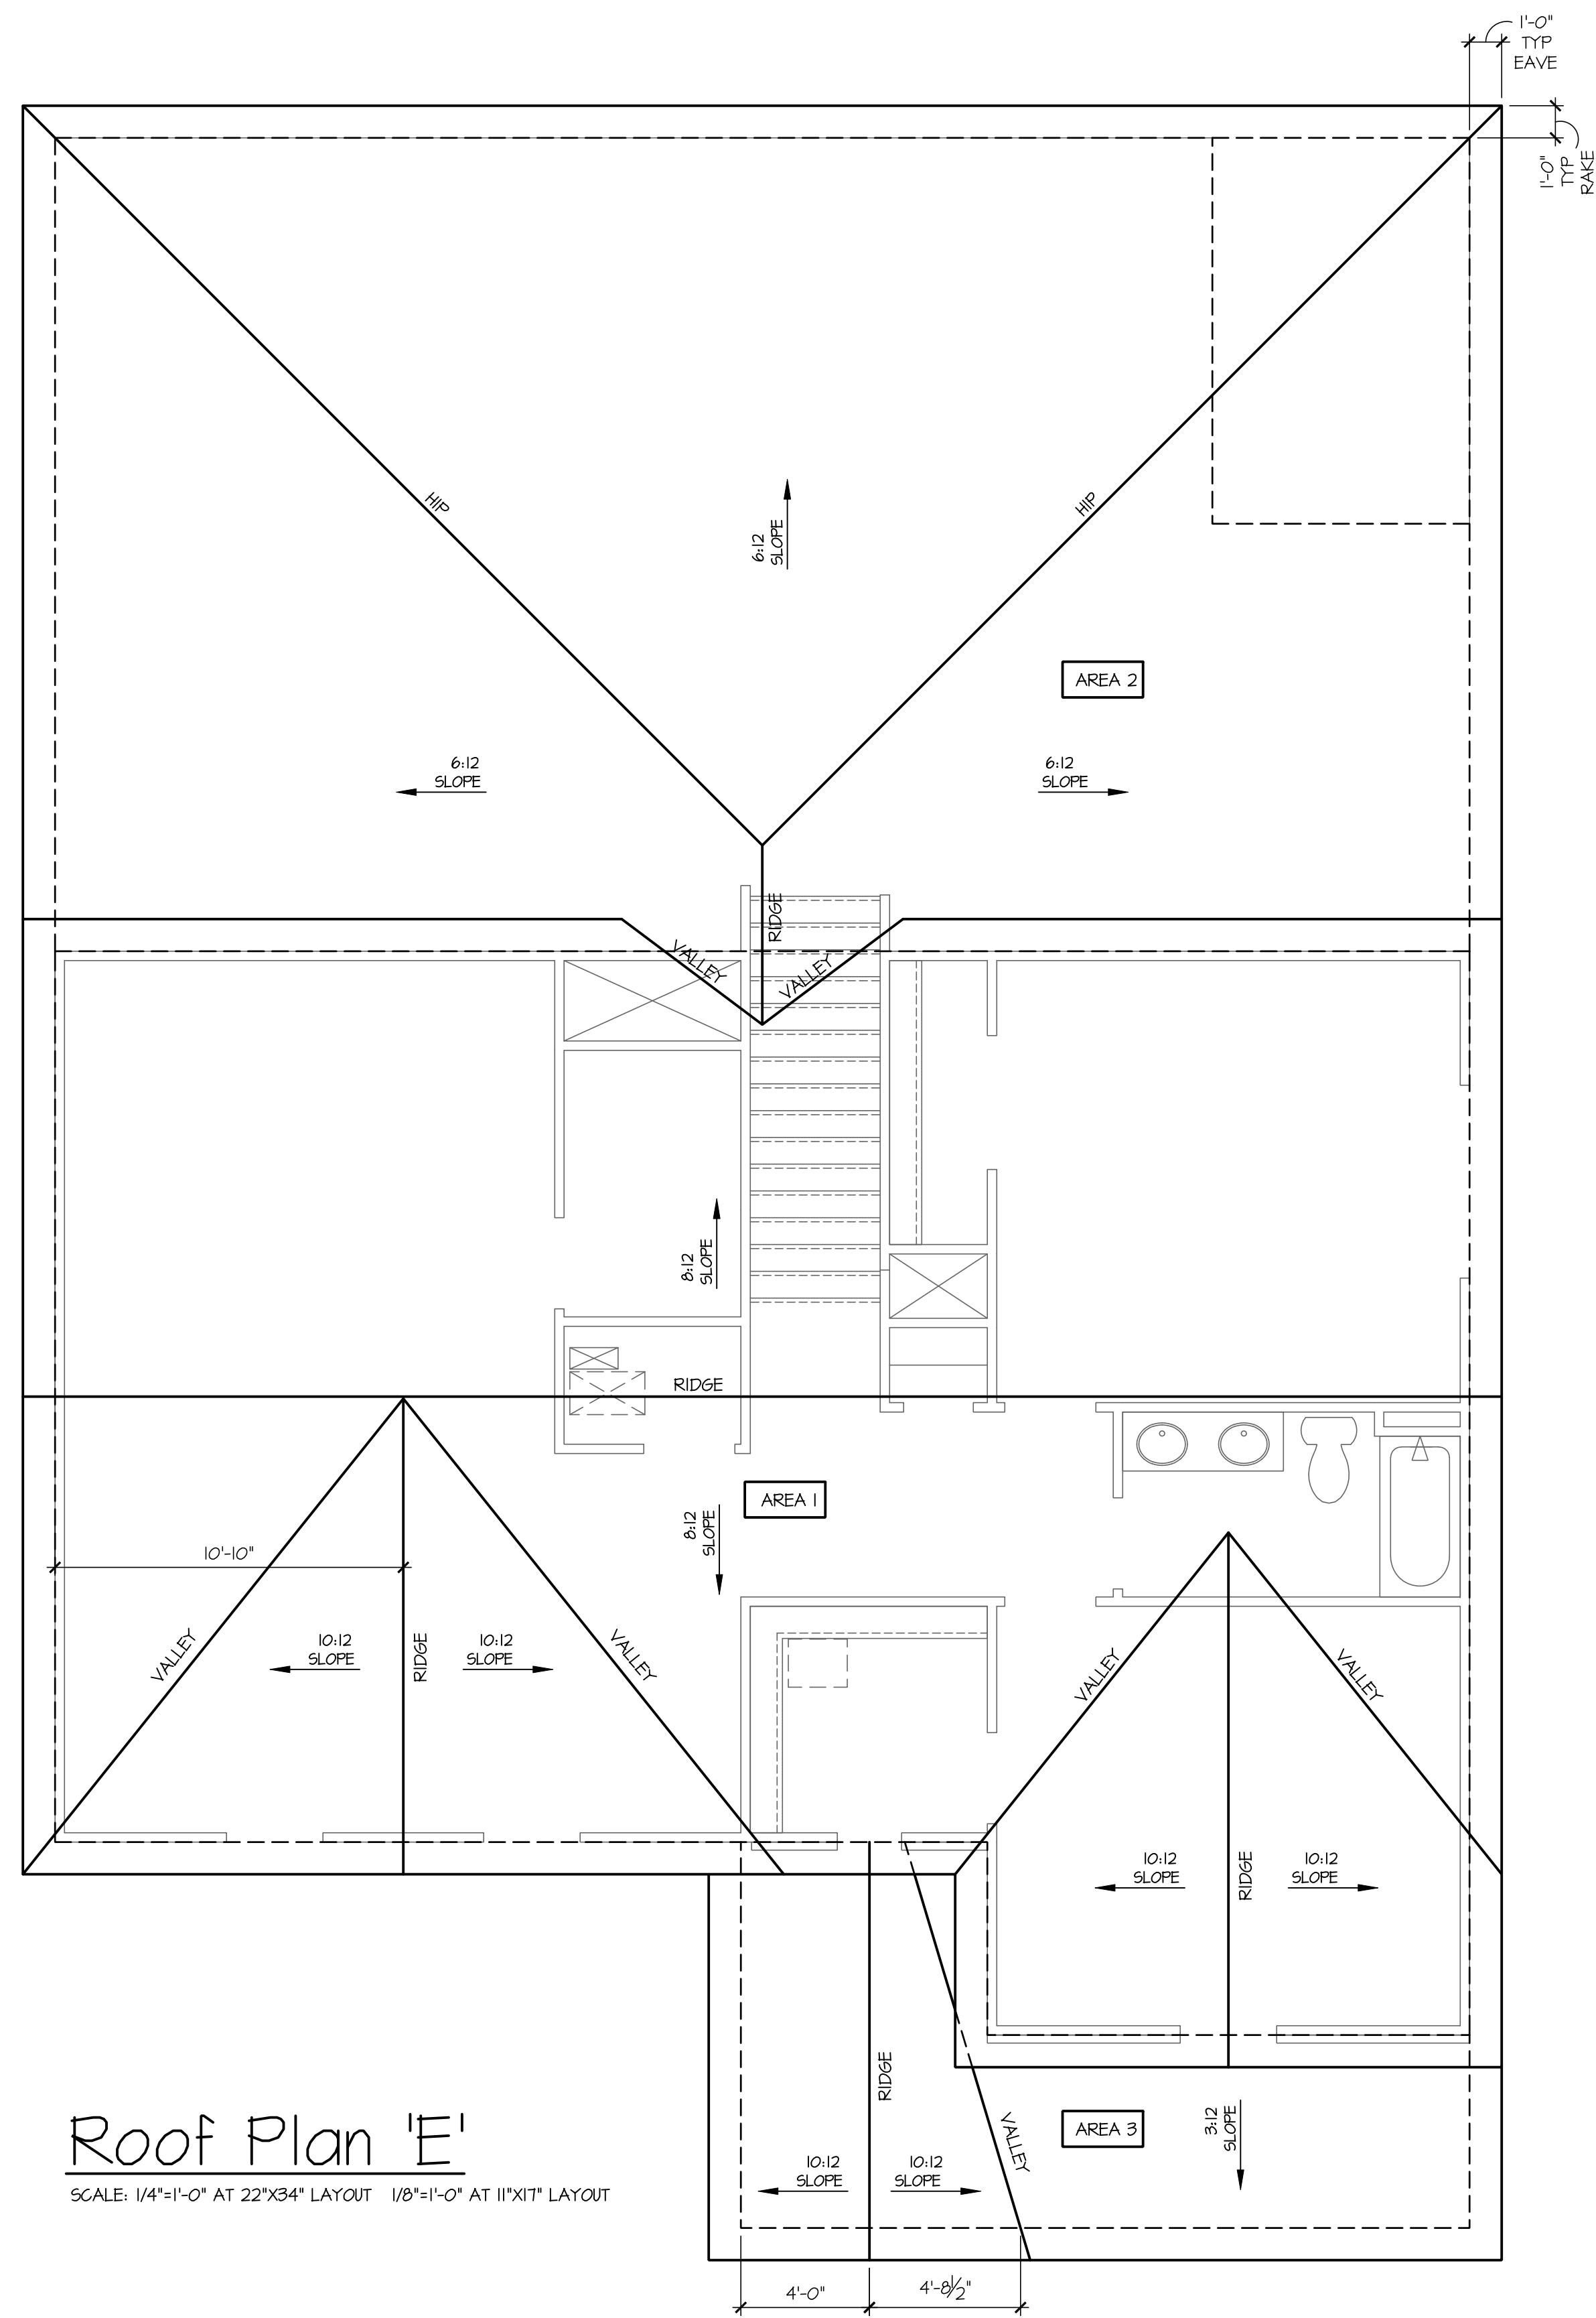 1'-0"
TYP
EAVE
1'-0"
TYP
RAKE
HIP
HIP
6:12
SLOPE
AREA 2
6:12
SLOPE
6:12
SLOPE
RIDGE
VALLEY
VALLEY
8:12
SLOPE
RIDGE
AREA 1
8:12
SLOPE
10'-10"
VALLEY
10:12
SLOPE
RIDGE
10:12
SLOPE
VALLEY
VALLEY
VALLEY
10:12
SLOPE
RIDGE
10:12
SLOPE
RIDGE
VALLEY
AREA 3
3:12
SLOPE
10:12
SLOPE
10:12
SLOPE
Roof Plan 'E'
SCALE: 1/4"=1'-0" AT 22"X34" LAYOUT 1/8"=1'-0" AT 11"X17" LAYOUT
4'-0"
4'-8 1/2"